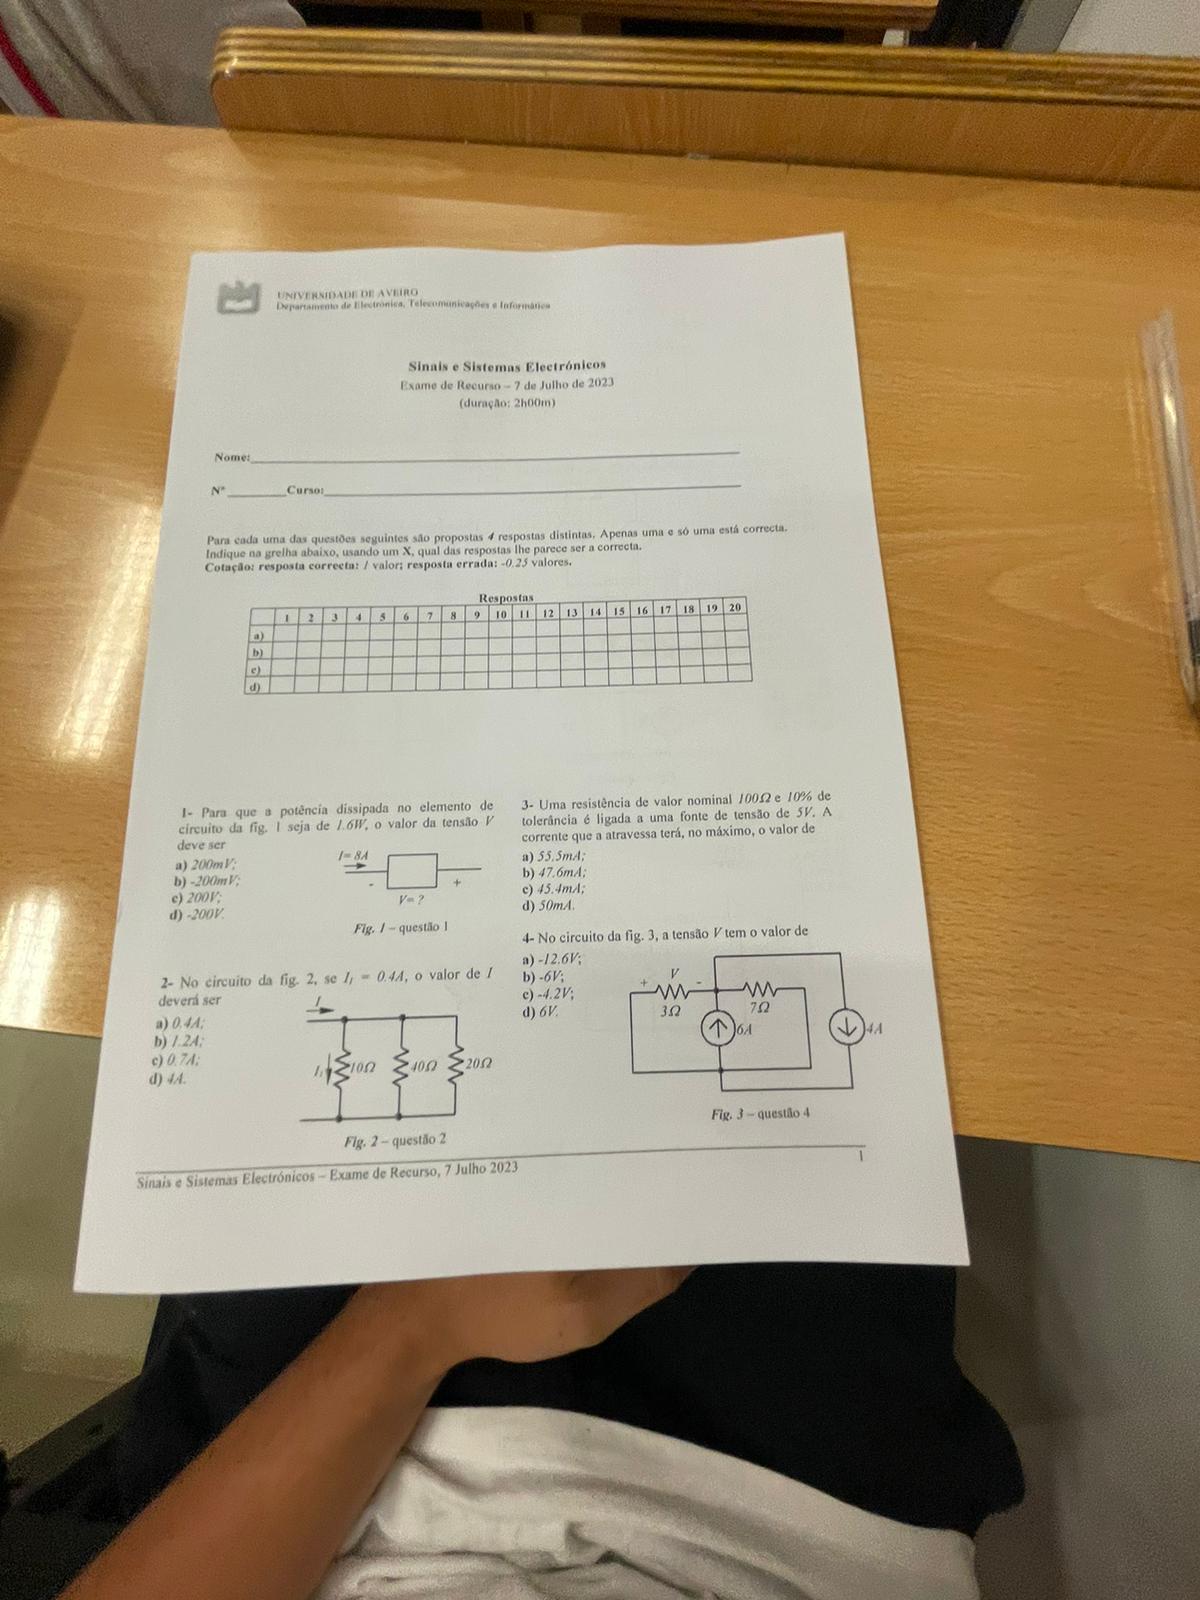 UNIVERSIDADE DE AVEIRO
Departamento de Electrónica, Telecomunicações e Informática
Sinais e Sistemas Electrónicos
Exame de Recurso – 7 de Julho de 2023
(duração: 2h00m)
Nome:
Nº Curso:
Para cada uma das questões seguintes são propostas 4 respostas distintas. Apenas uma e só uma está correcta.
Indique na grelha abaixo, usando um X, qual das respostas lhe parece ser a correcta.
Cotação: resposta correcta: 1 valor; resposta errada: -0.25 valores.
Respostas
1 2 3 4 5 6 7 8 9 10 11 12 13 14 15 16 17 18 19 20
a)
b)
c)
d)
1- Para que a potência dissipada no elemento de
circuito da fig. 1 seja de 1.6W, o valor da tensão V
deve ser
a) 200mV;
b) -200mV;
c) 200V;
d) -200V.
I= 8A
- +
V= ?
Fig. 1 – questão 1
2- No circuito da fig. 2, se I1 = 0.4A, o valor de I
deverá ser
a) 0.4A;
b) 1.2A;
c) 0.7A;
d) 4A.
I
I1 10Ω 40Ω 20Ω
Fig. 2 – questão 2
3- Uma resistência de valor nominal 100Ω e 10% de
tolerância é ligada a uma fonte de tensão de 5V. A
corrente que a atravessa terá, no máximo, o valor de
a) 55.5mA;
b) 47.6mA;
c) 45.4mA;
d) 50mA.
4- No circuito da fig. 3, a tensão V tem o valor de
a) -12.6V;
b) -6V;
c) -4.2V;
d) 6V.
+ V -
3Ω 7Ω
6A 4A
Fig. 3 – questão 4
Sinais e Sistemas Electrónicos – Exame de Recurso, 7 Julho 2023
1